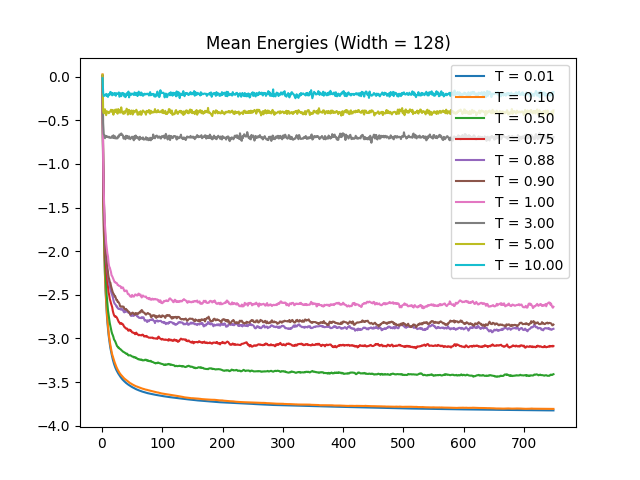 Mean Energies (Width = 128)
0.0
−0.5
−1.0
−1.5
−2.0
−2.5
−3.0
−3.5
−4.0
0 100 200 300 400 500 600 700
T = 0.01
T = 0.10
T = 0.50
T = 0.75
T = 0.88
T = 0.90
T = 1.00
T = 3.00
T = 5.00
T = 10.00